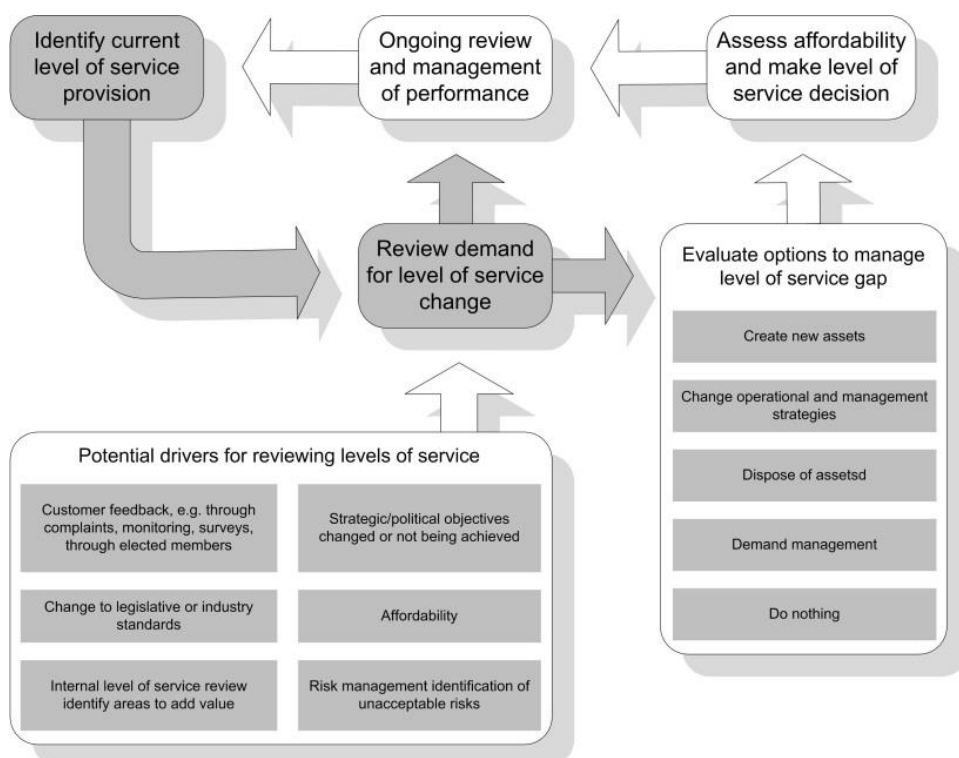 Identify current
level of service
provision
Ongoing review
and management
of performance
Assess affordability
and make level of
service decision
Review demand
for level of service
change
Evaluate options to manage
level of service gap
Create new assets
Change operational and management
strategies
Dispose of assetsd
Demand management
Do nothing
Potential drivers for reviewing levels of service
Customer feedback, e.g. through
complaints, monitoring, surveys,
through elected members
Strategic/political objectives
changed or not being achieved
Change to legislative or industry
standards
Affordability
Internal level of service review
identify areas to add value
Risk management identification of
unacceptable risks